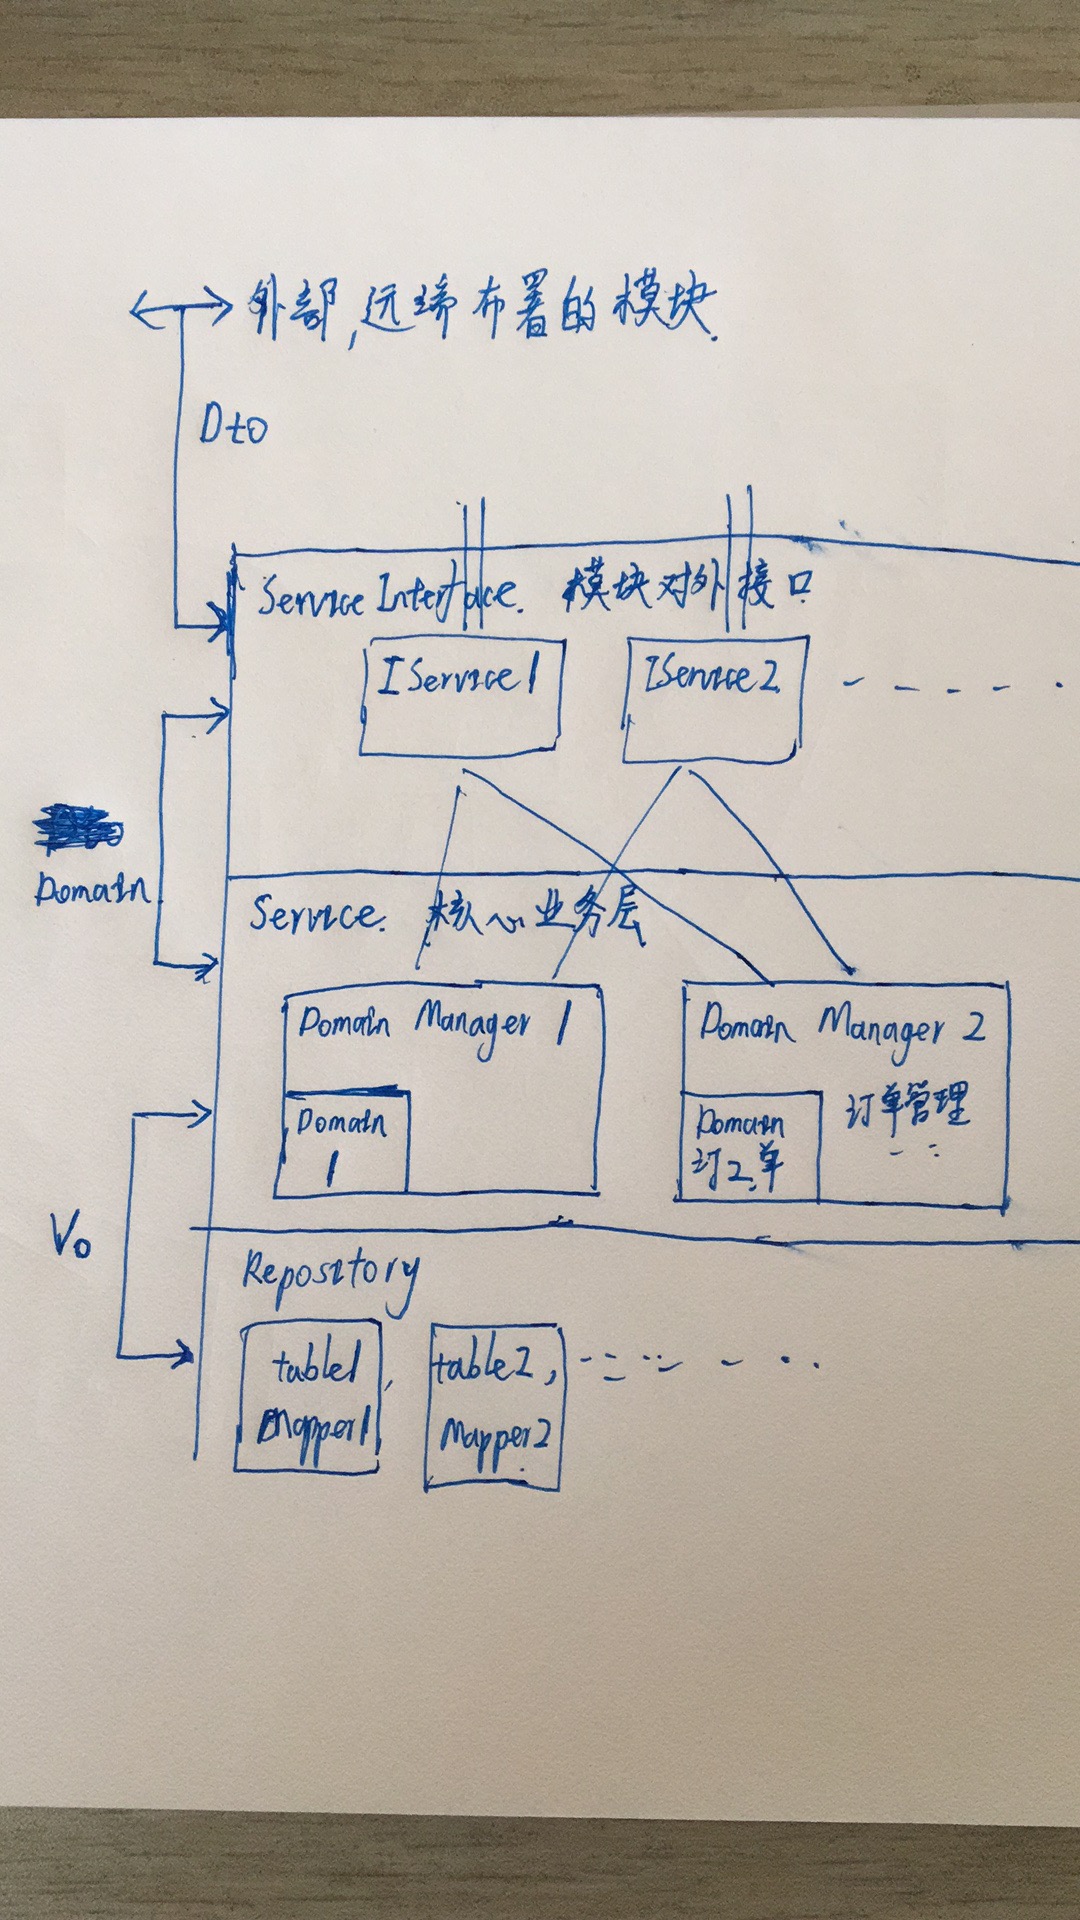 外部,远端布署的模块.
Dto
Service Interface. 模块对外接口
IService1
IService2
Domain
Service. 核心业务层
Domain Manager 1
Domain
1
Domain Manager 2
订单管理
Domain
订2.单
Vo
Repository
table1,
Mapper1
table2,
Mapper2